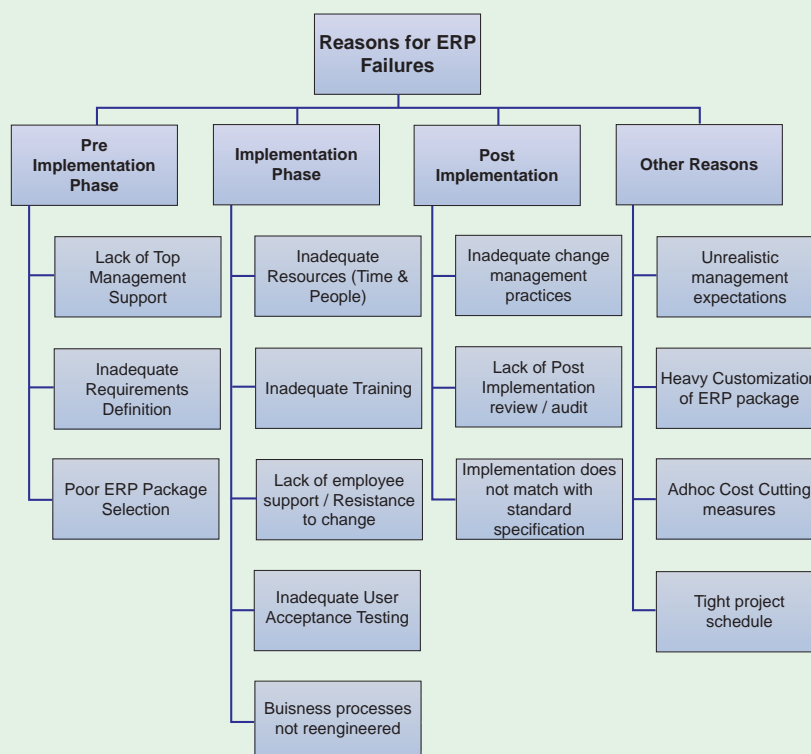 Reasons for ERP
Failures
Pre
Implementation
Phase
Lack of Top
Management
Support
Inadequate
Requirements
Definition
Poor ERP Package
Selection
Implementation
Phase
Inadequate
Resources (Time &
People)
Inadequate Training
Lack of employee
support / Resistance
to change
Inadequate User
Acceptance Testing
Buisness processes
not reengineered
Post
Implementation
Inadequate change
management
practices
Lack of Post
Implementation
review / audit
Implementation does
not match with
standard
specification
Other Reasons
Unrealistic
management
expectations
Heavy Customization
of ERP package
Adhoc Cost Cutting
measures
Tight project
schedule